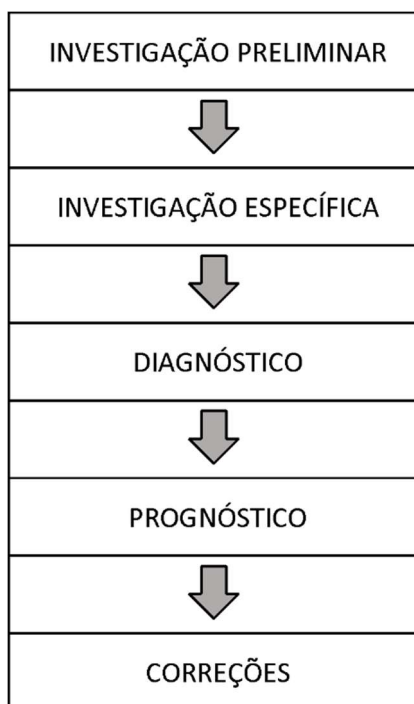 INVESTIGAÇÃO PRELIMINAR
INVESTIGAÇÃO ESPECÍFICA
DIAGNÓSTICO
PROGNÓSTICO
CORREÇÕES